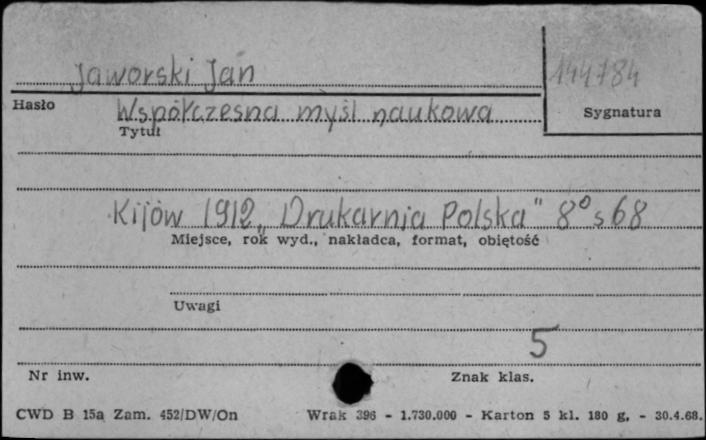 Jaworski Jan
144784
Hasło
Sygnatura
Współczesna myśl naukowa
Tytuł
Kijów 1912 „Drukarnia Polska" 8° s 68
Miejsce, rok wyd., nakładca, format, objętość
Uwagi
5
Nr inw.
Znak klas.
CWD B 15a Zam. 452/DW/On Wrak 396 - 1.730.000 - Karton 5 kl. 180 g. - 30.4.68.